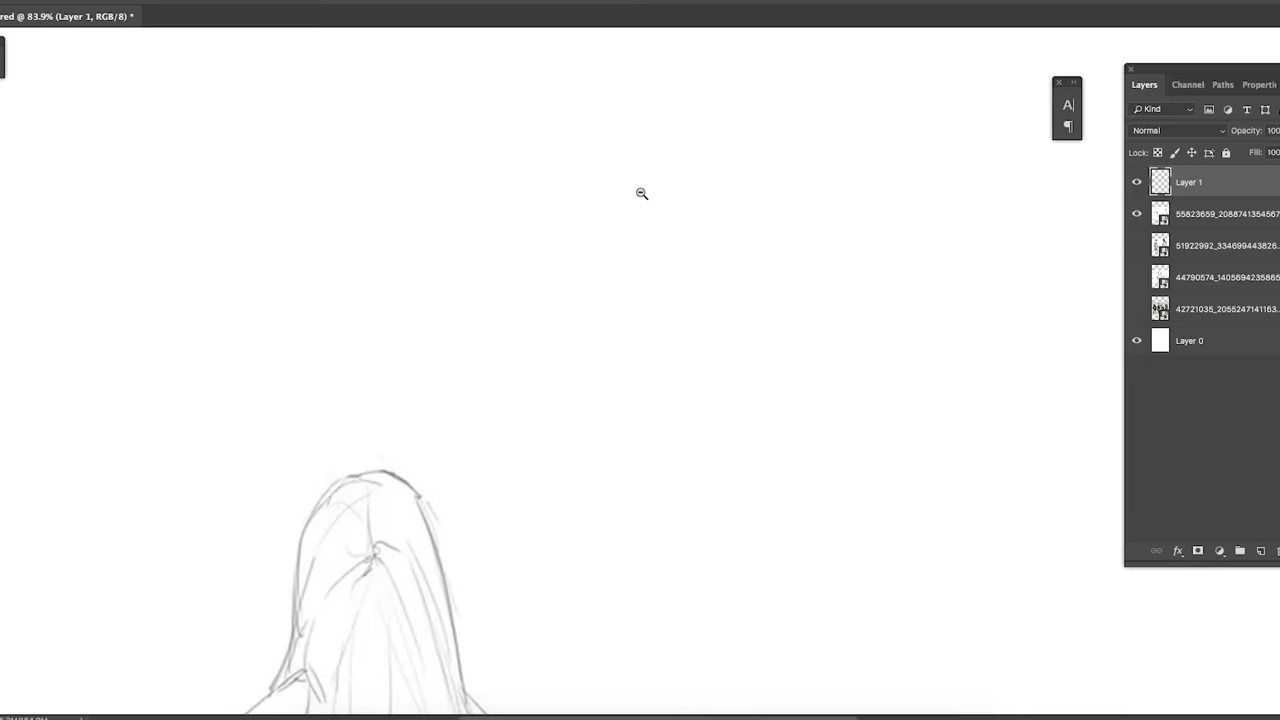 red @ 83.9% (Layer 1, RGB/8) *
A
Layers Channel Paths Properti
Kind
Normal Opacity: 100
Lock: Fill: 100
Layer 1
55823659_2088741354567
51922992_334699443826...
44790574_1405694235865
42721035_2055247141163...
Layer 0
fx